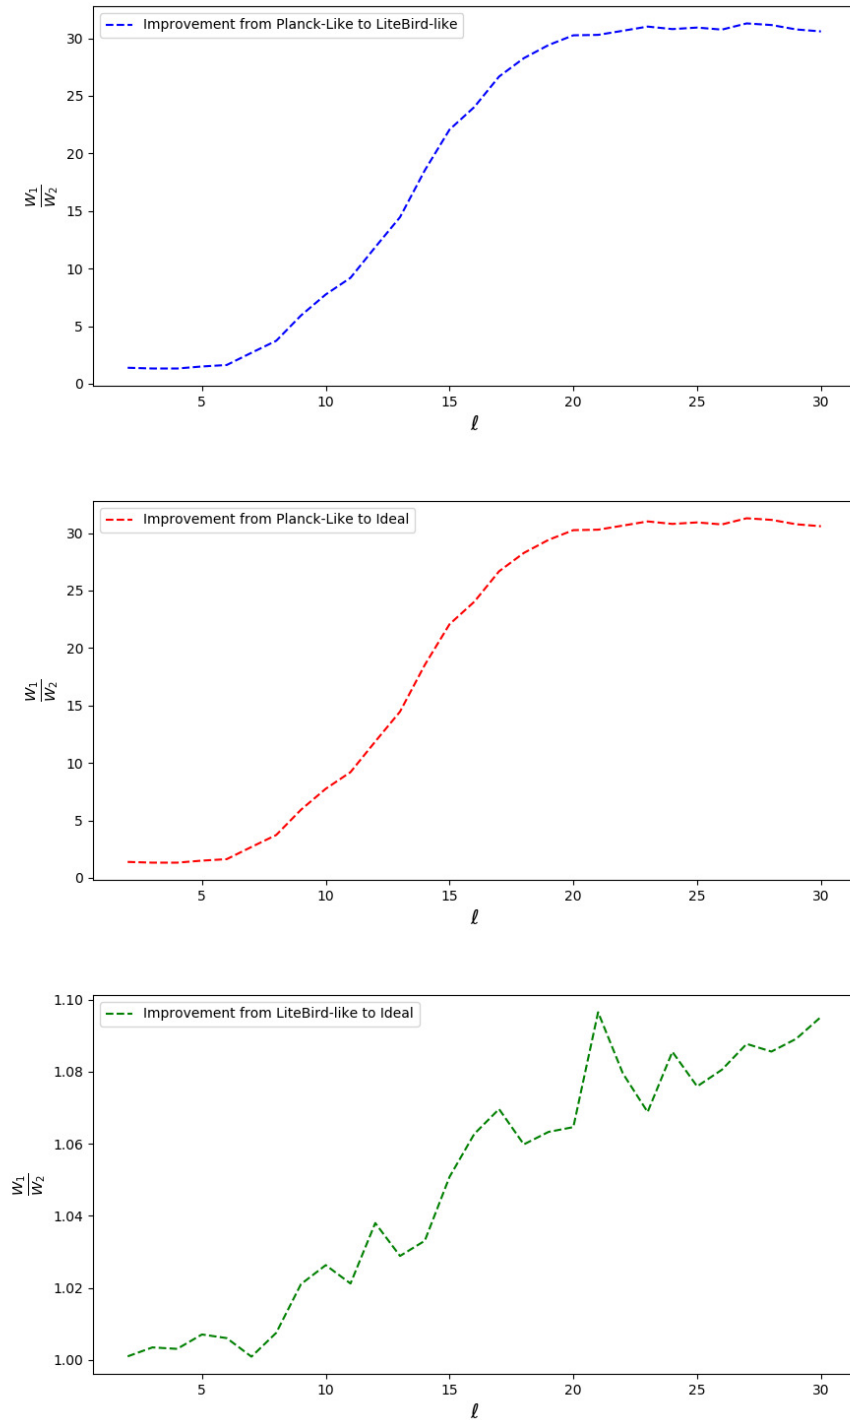 Improvement from Planck-Like to LiteBird-like
30
25
20
15
10
5
0
w₁
w₂
5 10 15 20 25 30
ℓ
Improvement from Planck-Like to Ideal
30
25
20
15
10
5
0
w₁
w₂
5 10 15 20 25 30
ℓ
1.10
Improvement from LiteBird-like to Ideal
1.08
1.06
1.04
1.02
1.00
w₁
w₂
5 10 15 20 25 30
ℓ